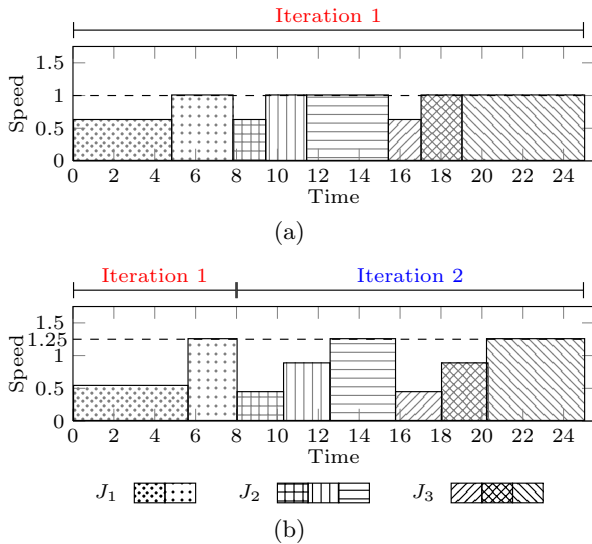 Iteration 1
Speed
1.5
1
0.5
0
0 2 4 6 8 10 12 14 16 18 20 22 24
Time
(a)
Iteration 1 Iteration 2
Speed
1.5
1.25
1
0.5
0
0 2 4 6 8 10 12 14 16 18 20 22 24
Time
J1 J2 J3
(b)